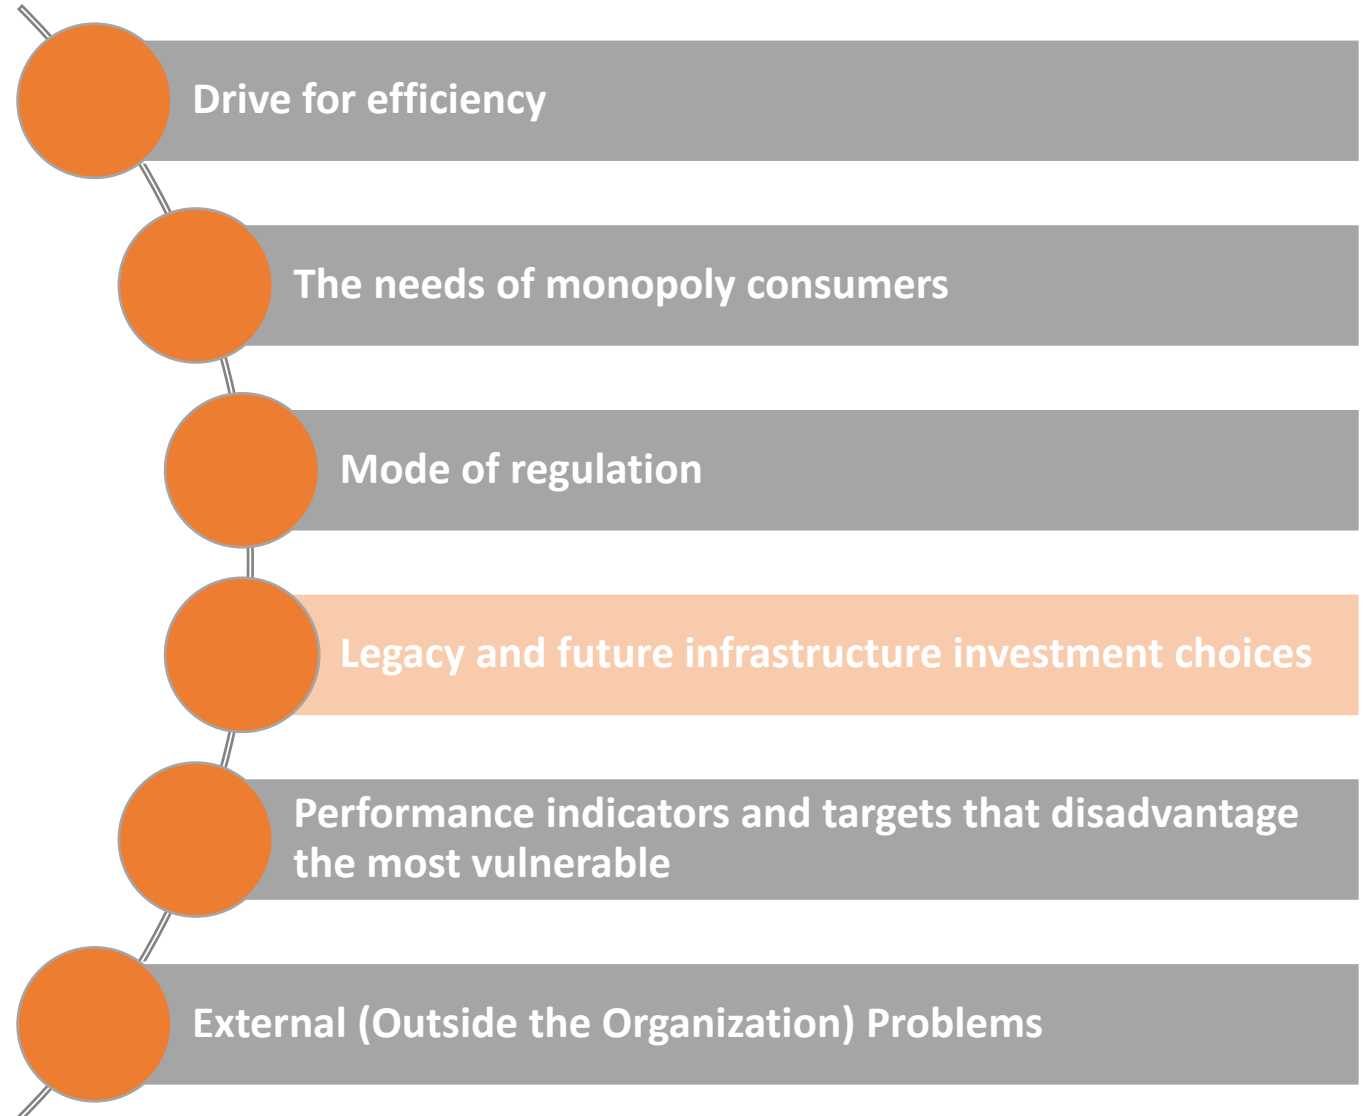 Drive for efficiency
The needs of monopoly consumers
Mode of regulation
Legacy and future infrastructure investment choices
Performance indicators and targets that disadvantage
the most vulnerable
External (Outside the Organization) Problems